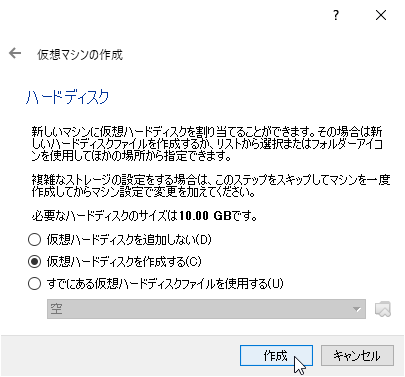 ?
仮想マシンの作成
ハードディスク
新しいマシンに仮想ハードディスクを割り当てることができます。その場合は新
しいハードディスクファイルを作成するか、リストから選択またはフォルダーアイコ
ンを使用してほかの場所から指定できます。
複雑なストレージの設定をする場合は、このステップをスキップしてマシンを一度
作成してからマシン設定で変更を加えてください。
必要なハードディスクのサイズは10.00 GBです。
仮想ハードディスクを追加しない(D)
仮想ハードディスクを作成する(C)
すでにある仮想ハードディスクファイルを使用する(U)
空
作成 キャンセル